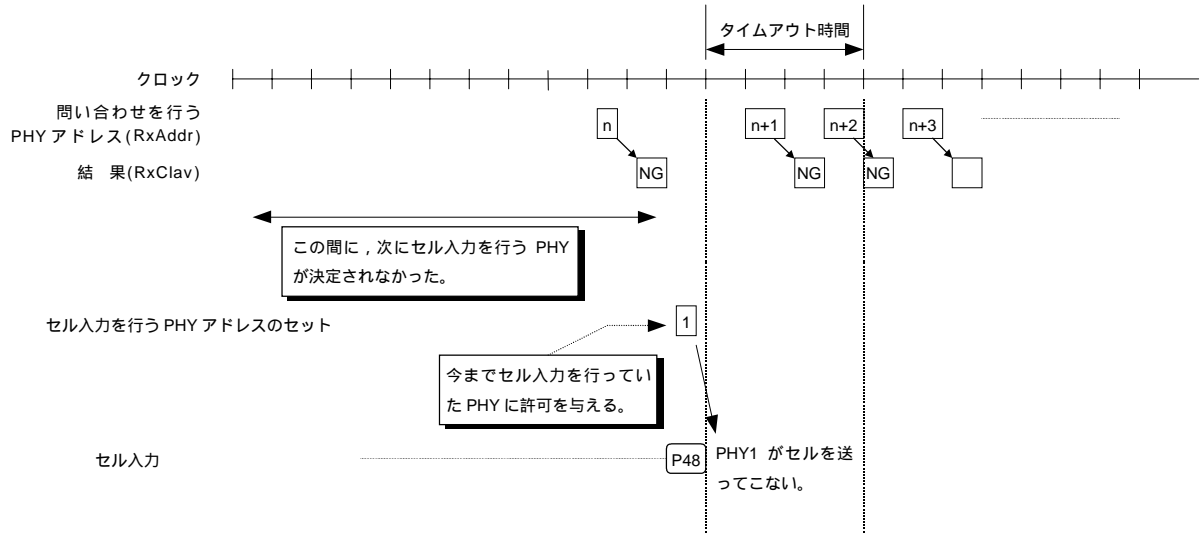 タイムアウト時間
クロック
問い合わせを行う
PHY アドレス(RxAddr)
n
n+1
n+2
n+3
結　果(RxClav)
NG
NG
NG
この間に，次にセル入力を行う PHY
が決定されなかった。
セル入力を行う PHY アドレスのセット
1
今までセル入力を行ってい
た PHY に許可を与える。
セル入力
P48
PHY1 がセルを送
ってこない。